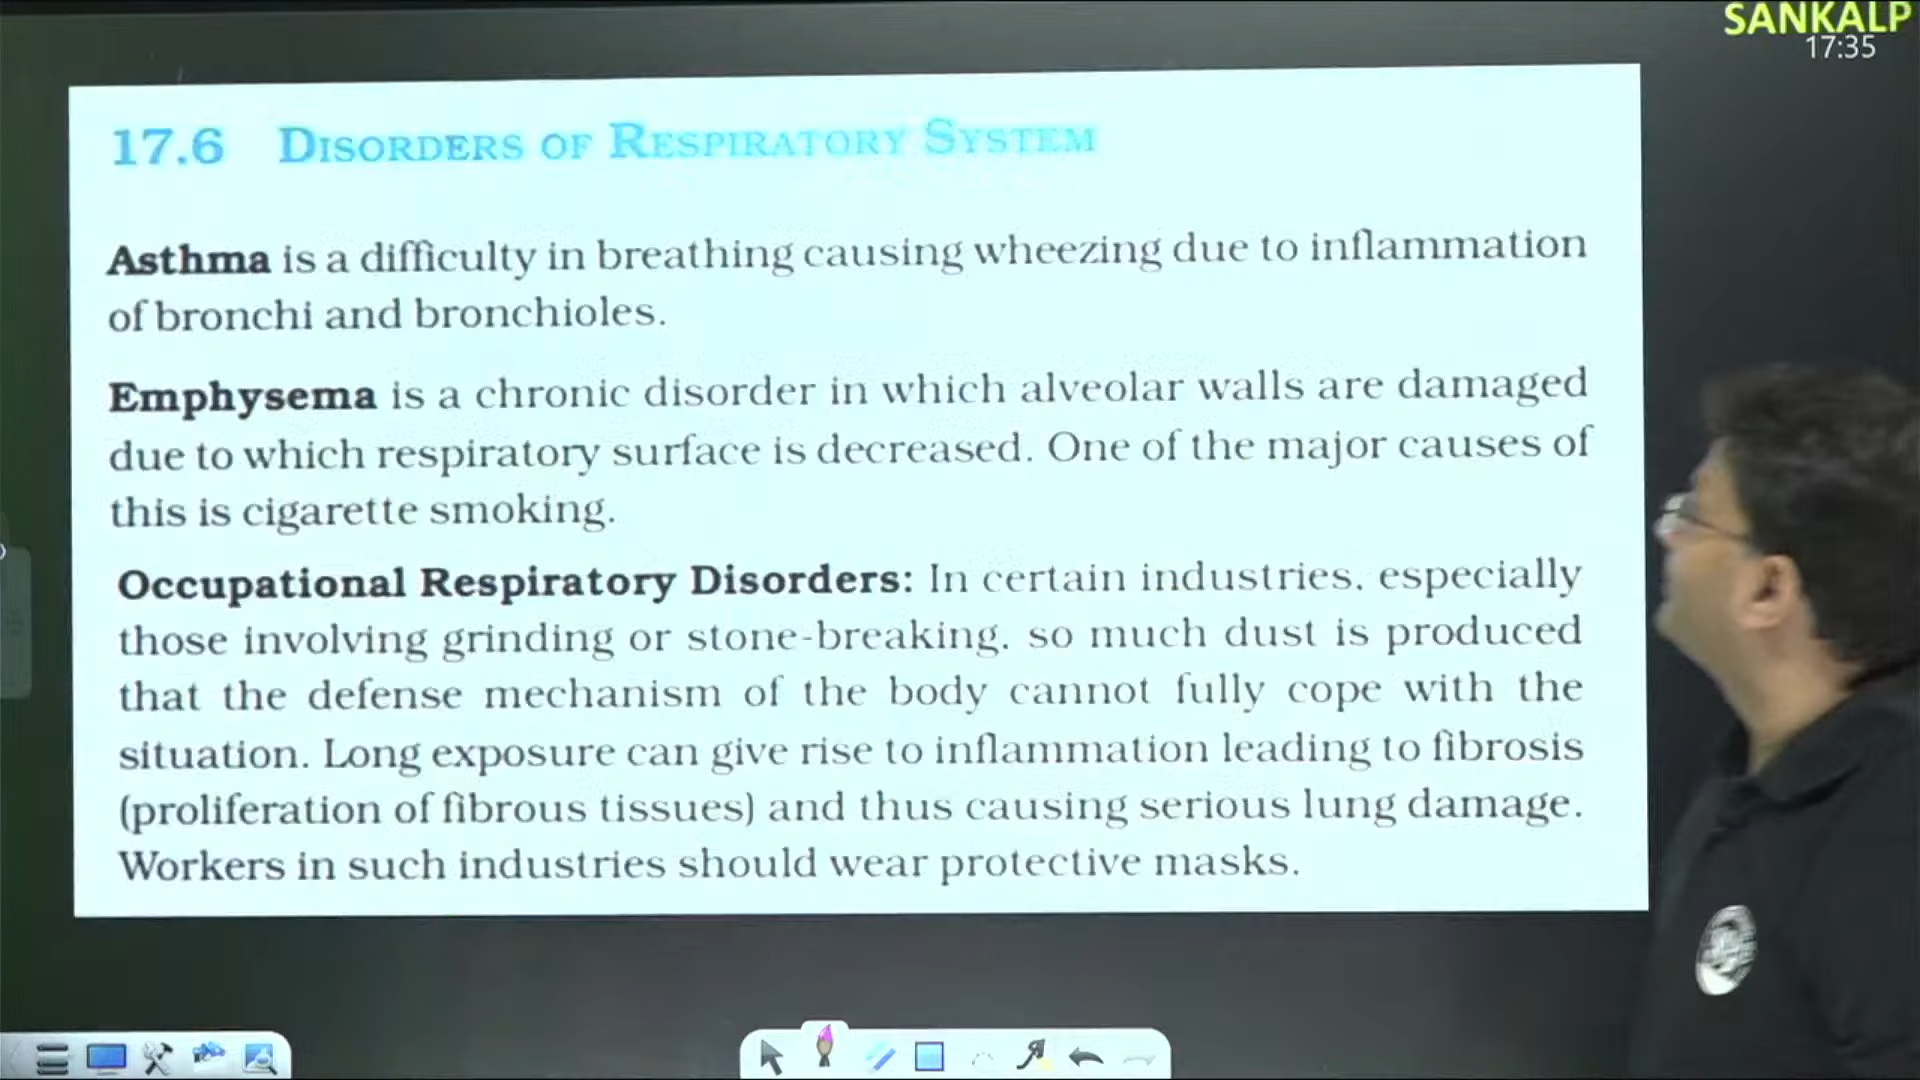 SANKALP
17:35
17.6 DISORDERS OF RESPIRATORY SYSTEM
Asthma is a difficulty in breathing causing wheezing due to inflammation
of bronchi and bronchioles.
Emphysema is a chronic disorder in which alveolar walls are damaged
due to which respiratory surface is decreased. One of the major causes of
this is cigarette smoking.
Occupational Respiratory Disorders: In certain industries, especially
those involving grinding or stone-breaking, so much dust is produced
that the defense mechanism of the body cannot fully cope with the
situation. Long exposure can give rise to inflammation leading to fibrosis
(proliferation of fibrous tissues) and thus causing serious lung damage.
Workers in such industries should wear protective masks.